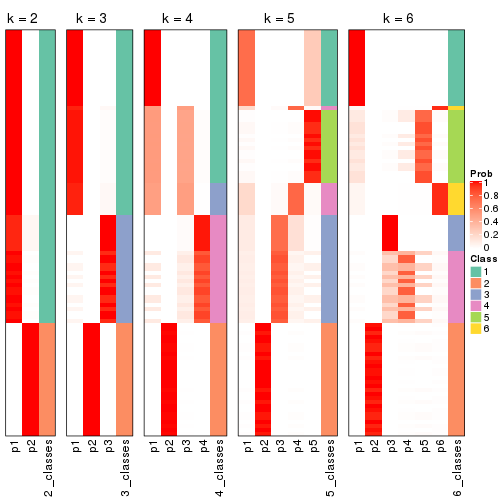 k = 2
k = 3
k = 4
k = 5
k = 6
p1
p2
2_classes
p1
p2
p3
3_classes
p1
p2
p3
p4
4_classes
p1
p2
p3
p4
p5
5_classes
p1
p2
p3
p4
p5
p6
6_classes
Prob
1
0.8
0.6
0.4
0.2
0
Class
1
2
3
4
5
6